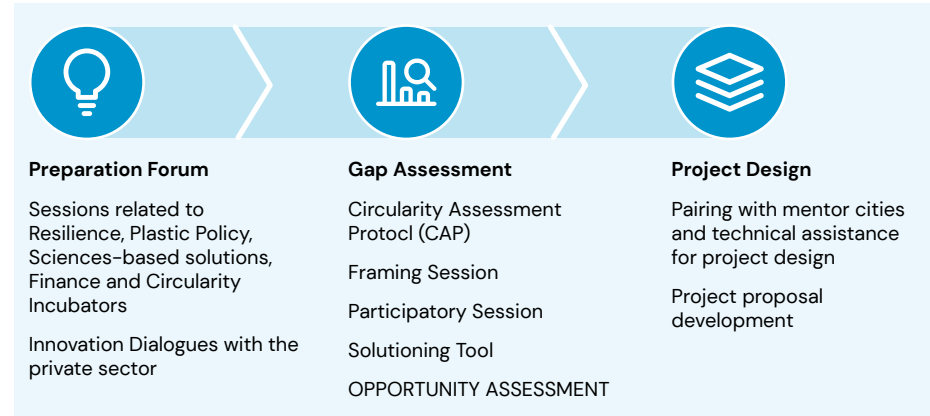 Preparation Forum
Sessions related to
Resilience, Plastic Policy,
Sciences-based solutions,
Finance and Circularity
Incubators
Innovation Dialogues with the
private sector
Gap Assessment
Circularity Assessment
Protocl (CAP)
Framing Session
Participatory Session
Solutioning Tool
OPPORTUNITY ASSESSMENT
Project Design
Pairing with mentor cities
and technical assistance
for project design
Project proposal
development